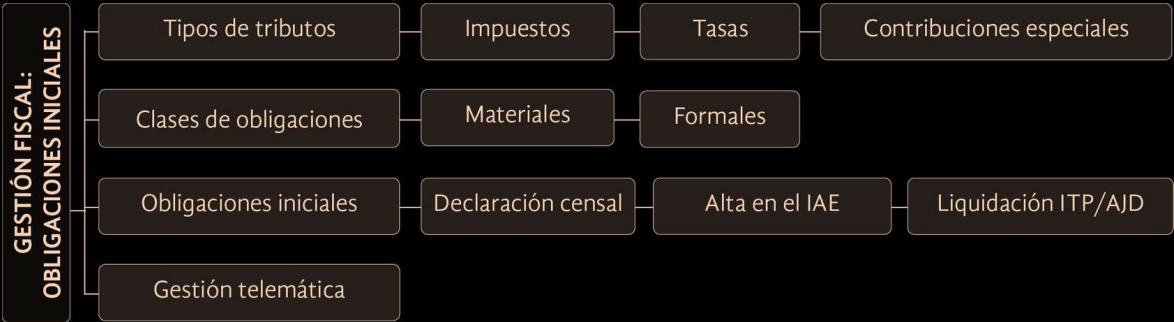 GESTIÓN FISCAL:
OBLIGACIONES INICIALES
Tipos de tributos
Impuestos
Tasas
Contribuciones especiales
Clases de obligaciones
Materiales
Formales
Obligaciones iniciales
Declaración censal
Alta en el IAE
Liquidación ITP/AJD
Gestión telemática